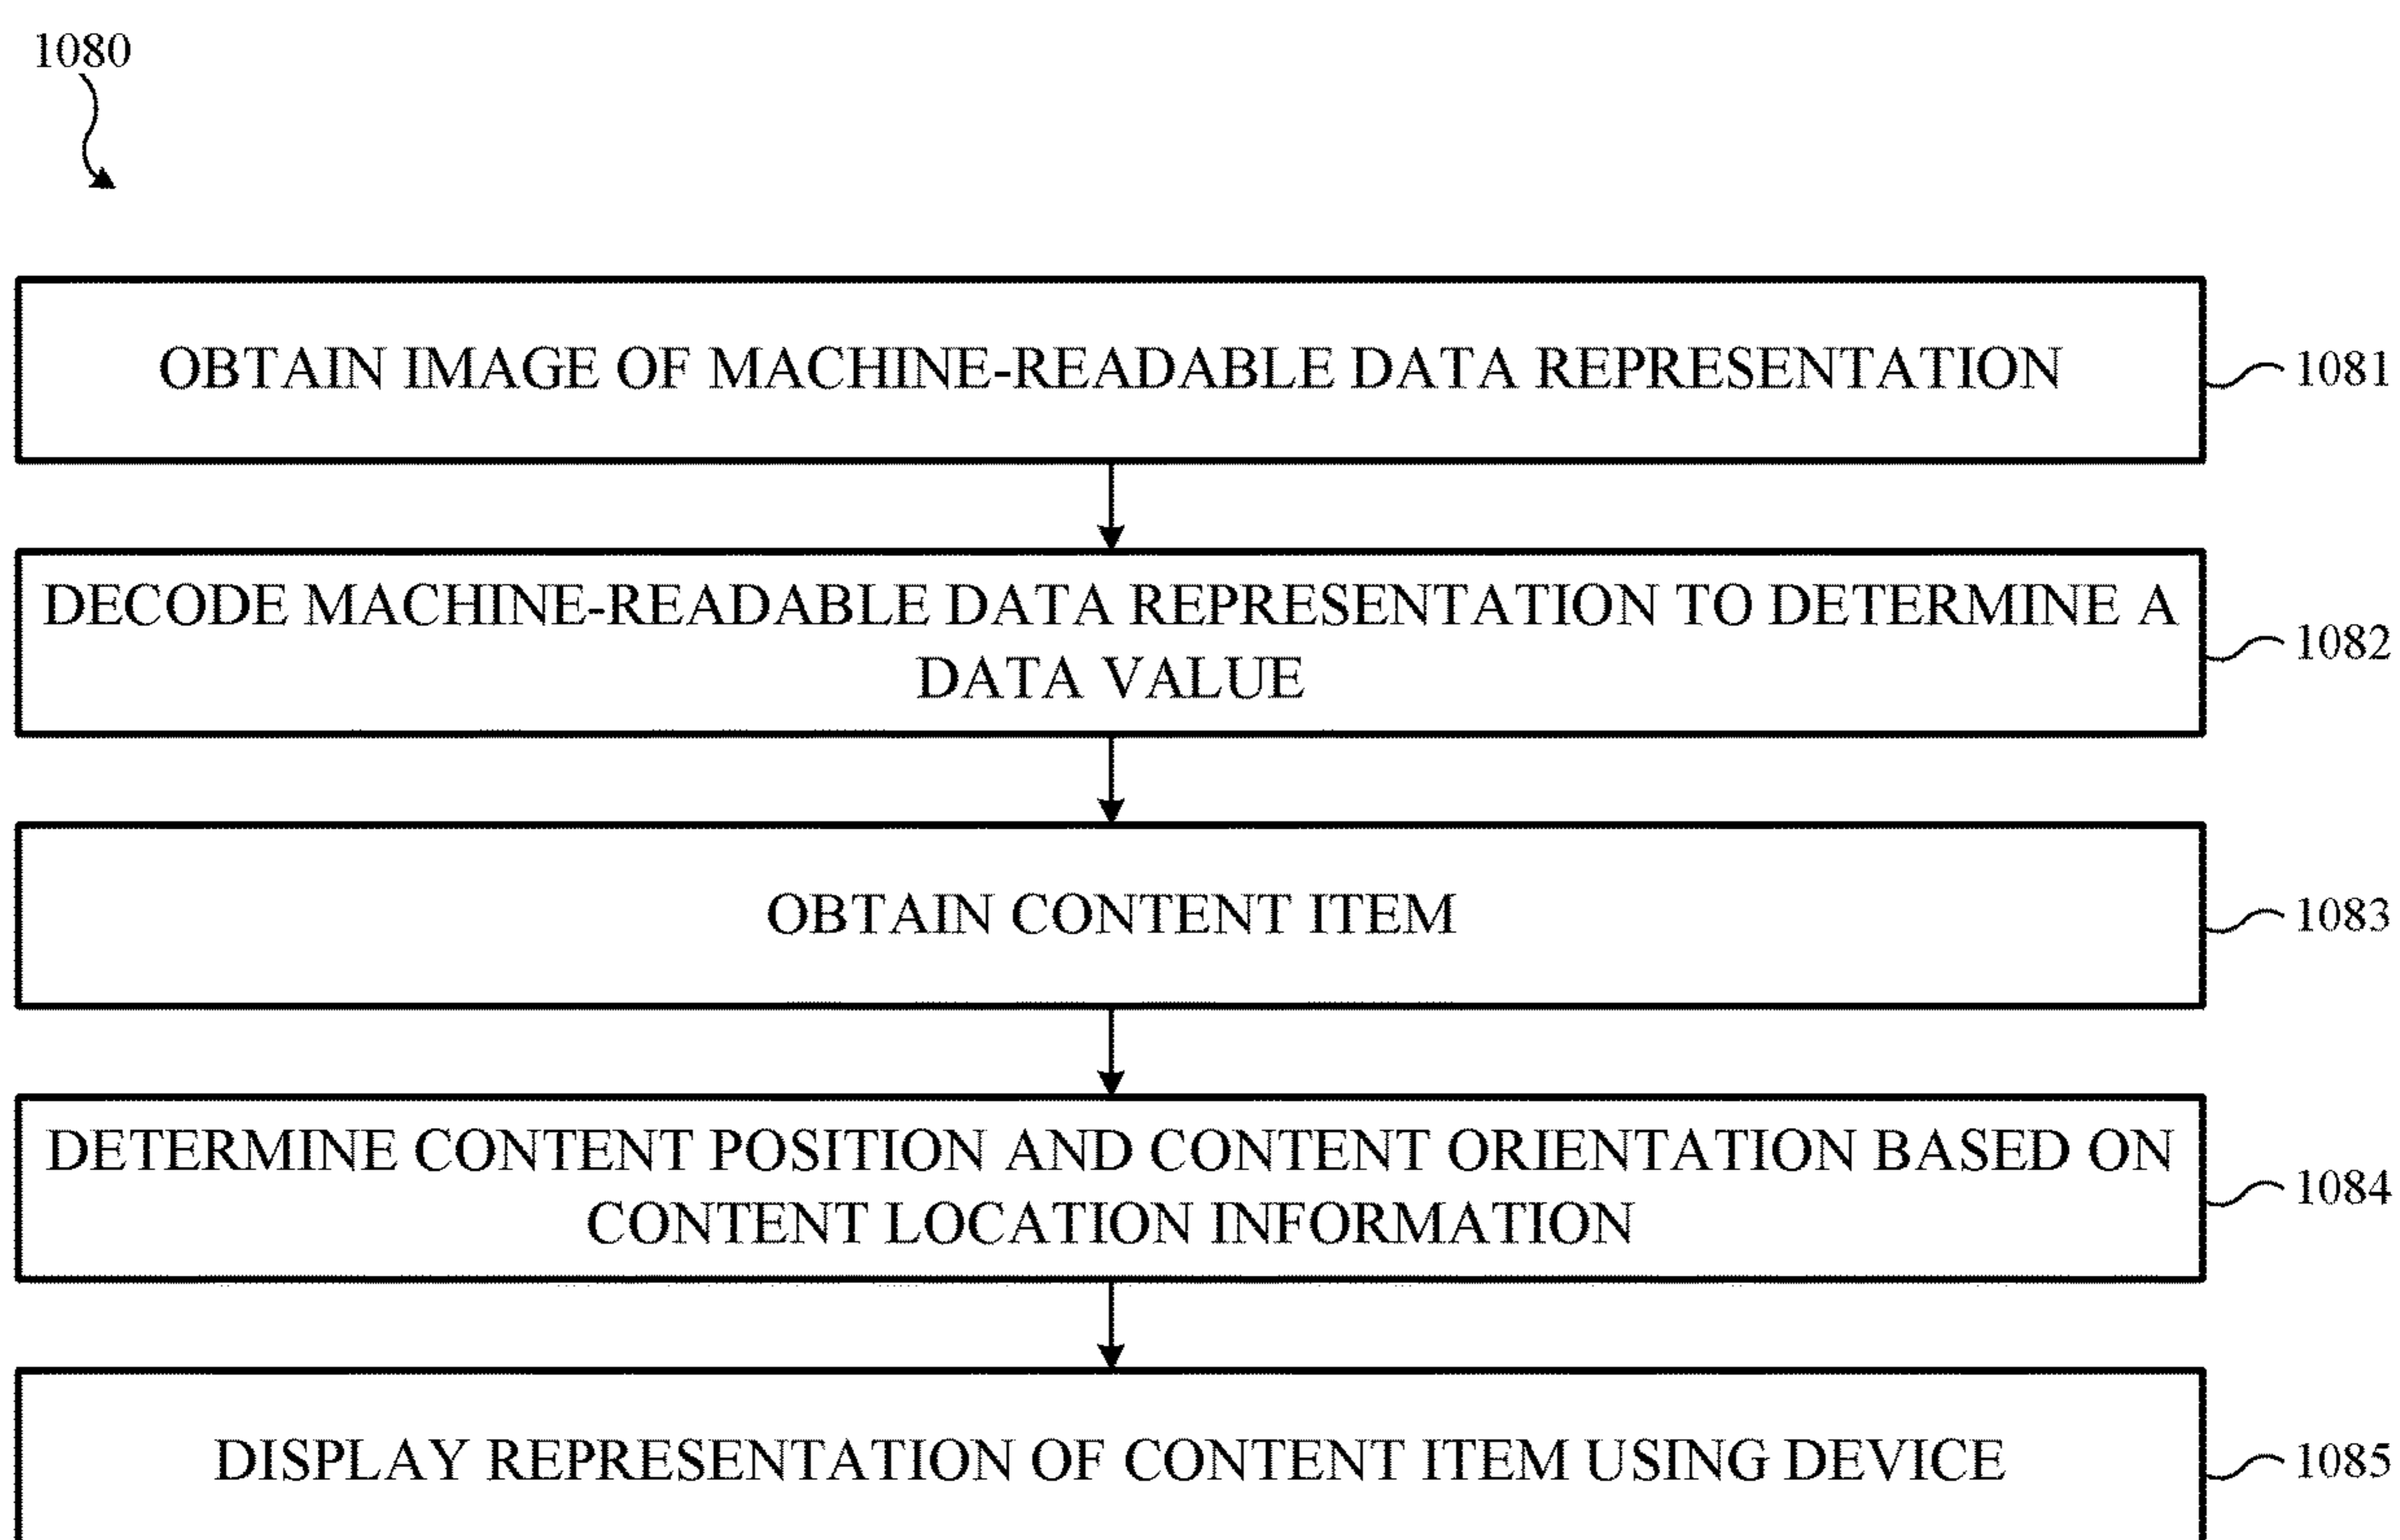 1080
OBTAIN IMAGE OF MACHINE-READABLE DATA REPRESENTATION
1081
DECODE MACHINE-READABLE DATA REPRESENTATION TO DETERMINE A
DATA VALUE
1082
OBTAIN CONTENT ITEM
1083
DETERMINE CONTENT POSITION AND CONTENT ORIENTATION BASED ON
CONTENT LOCATION INFORMATION
1084
DISPLAY REPRESENTATION OF CONTENT ITEM USING DEVICE
1085